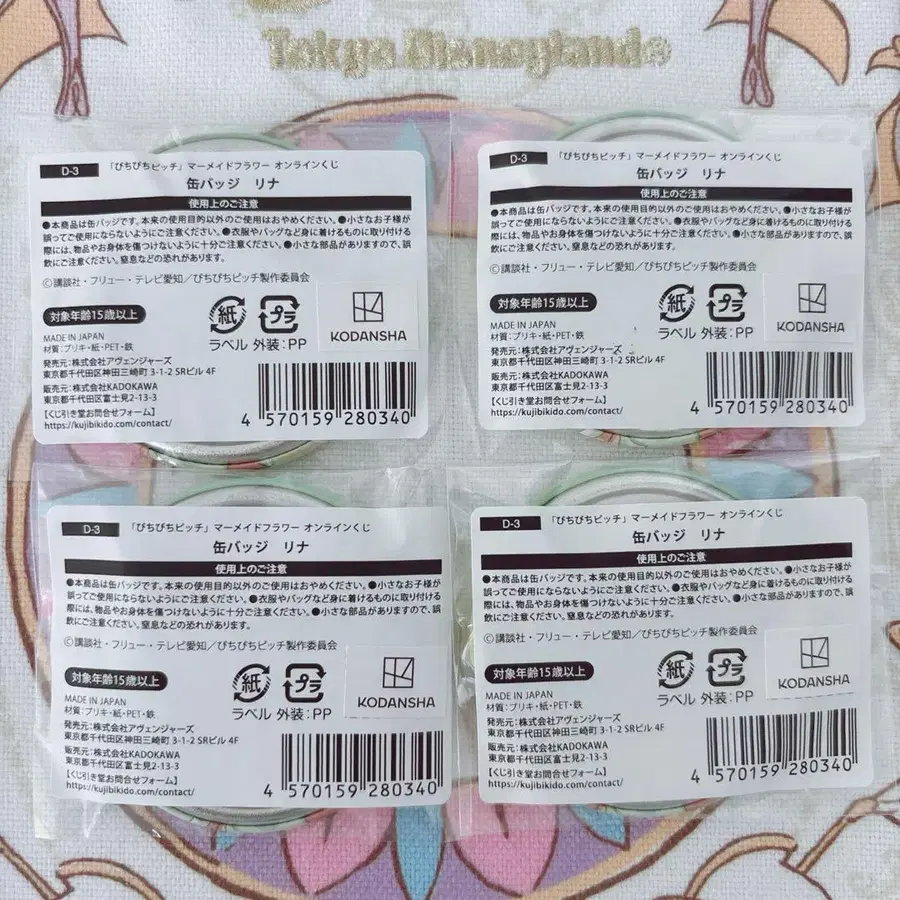 Tokyo Disneyland®
D-3 「ぴちぴちピッチ」マーメイドフラワー オンラインくじ
缶バッジ リナ
使用上のご注意
●本商品は缶バッジです。本来の使用目的以外のご使用はおやめください。●小さなお子様が
誤ってご使用にならないようにご注意ください。●衣服やバッグなど身に着けるものに取り付ける
際には、物品やお身体を傷つけないように十分ご注意ください。●小さな部品がありますので、誤
飲にご注意ください。窒息などの恐れがあります。
©講談社・フリュー・テレビ愛知／ぴちぴちピッチ製作委員会
対象年齢15歳以上
MADE IN JAPAN
材質：ブリキ・紙・PET・鉄
発売元：株式会社アヴェンジャーズ
東京都千代田区神田三崎町 3-1-2 SRビル 4F
販売元：株式会社KADOKAWA
東京都千代田区富士見2-13-3
【くじ引き堂お問合せフォーム】
https://kujibikido.com/contact/
紙 プラ
ラベル 外装：PP
KODANSHA
4 570159 280340
D-3 「ぴちぴちピッチ」マーメイドフラワー オンラインくじ
缶バッジ リナ
使用上のご注意
●本商品は缶バッジです。本来の使用目的以外のご使用はおやめください。●小さなお子様が
誤ってご使用にならないようにご注意ください。●衣服やバッグなど身に着けるものに取り付ける
際には、物品やお身体を傷つけないように十分ご注意ください。●小さな部品がありますので、誤
飲にご注意ください。窒息などの恐れがあります。
©講談社・フリュー・テレビ愛知／ぴちぴちピッチ製作委員会
対象年齢15歳以上
MADE IN JAPAN
材質：ブリキ・紙・PET・鉄
発売元：株式会社アヴェンジャーズ
東京都千代田区神田三崎町 3-1-2 SRビル 4F
販売元：株式会社KADOKAWA
東京都千代田区富士見2-13-3
【くじ引き堂お問合せフォーム】
https://kujibikido.com/contact/
紙 プラ
ラベル 外装：PP
KODANSHA
4 570159 280340
D-3 「ぴちぴちピッチ」マーメイドフラワー オンラインくじ
缶バッジ リナ
使用上のご注意
●本商品は缶バッジです。本来の使用目的以外のご使用はおやめください。●小さなお子様が
誤ってご使用にならないようにご注意ください。●衣服やバッグなど身に着けるものに取り付ける
際には、物品やお身体を傷つけないように十分ご注意ください。●小さな部品がありますので、誤
飲にご注意ください。窒息などの恐れがあります。
©講談社・フリュー・テレビ愛知／ぴちぴちピッチ製作委員会
対象年齢15歳以上
MADE IN JAPAN
材質：ブリキ・紙・PET・鉄
発売元：株式会社アヴェンジャーズ
東京都千代田区神田三崎町 3-1-2 SRビル 4F
販売元：株式会社KADOKAWA
東京都千代田区富士見2-13-3
【くじ引き堂お問合せフォーム】
https://kujibikido.com/contact/
紙 プラ
ラベル 外装：PP
KODANSHA
4 570159 280340
D-3 「ぴちぴちピッチ」マーメイドフラワー オンラインくじ
缶バッジ リナ
使用上のご注意
●本商品は缶バッジです。本来の使用目的以外のご使用はおやめください。●小さなお子様が
誤ってご使用にならないようにご注意ください。●衣服やバッグなど身に着けるものに取り付ける
際には、物品やお身体を傷つけないように十分ご注意ください。●小さな部品がありますので、誤
飲にご注意ください。窒息などの恐れがあります。
©講談社・フリュー・テレビ愛知／ぴちぴちピッチ製作委員会
対象年齢15歳以上
MADE IN JAPAN
材質：ブリキ・紙・PET・鉄
発売元：株式会社アヴェンジャーズ
東京都千代田区神田三崎町 3-1-2 SRビル 4F
販売元：株式会社KADOKAWA
東京都千代田区富士見2-13-3
【くじ引き堂お問合せフォーム】
https://kujibikido.com/contact/
紙 プラ
ラベル 外装：PP
KODANSHA
4 570159 280340